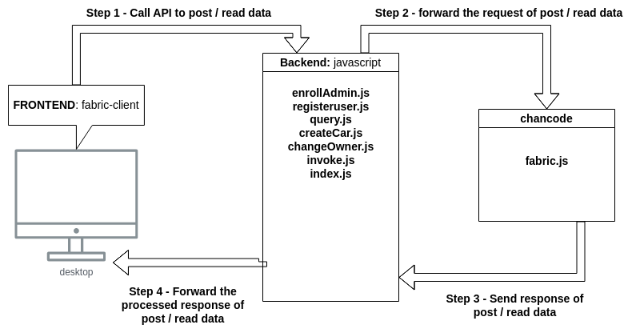 Step 1 - Call API to post / read data
Step 2 - forward the request of post / read data
Backend: javascript
FRONTEND: fabric-client
enrollAdmin.js
registeruser.js
query.js
createCar.js
changeOwner.js
invoke.js
index.js
chancode
fabric.js
desktop
Step 4 - Forward the
processed response of
post / read data
Step 3 - Send response of
post / read data